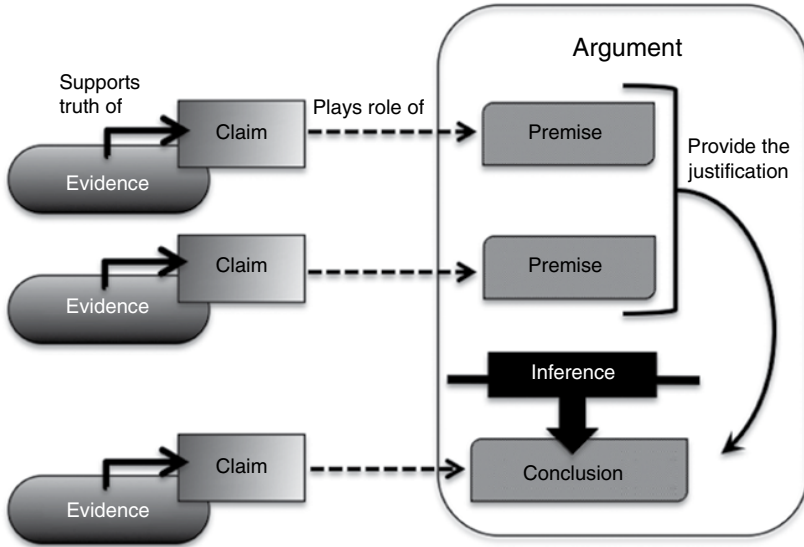 Argument
Supports
truth of
Claim
Plays role of
Premise
Provide the
justification
Evidence
Claim
Premise
Evidence
Inference
Claim
Conclusion
Evidence